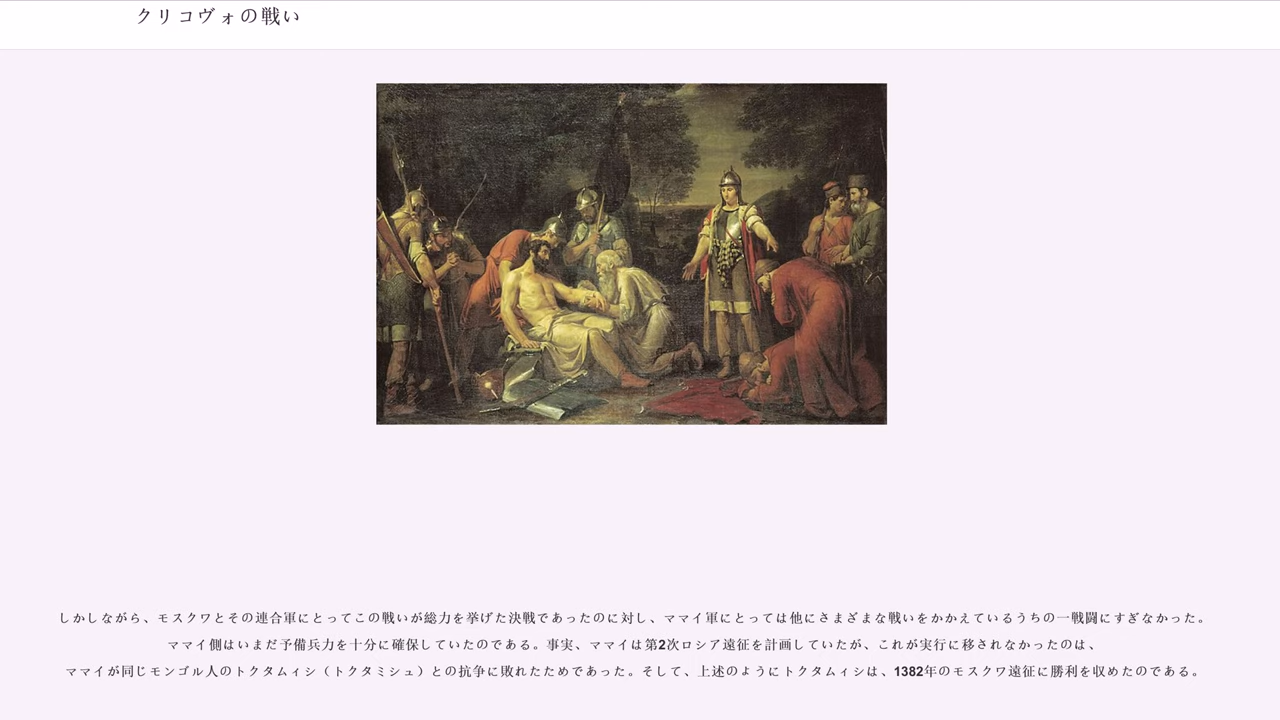 クリコヴォの戦い
しかしながら、モスクワとその連合軍にとってこの戦いが総力を挙げた決戦であったのに対し、ママイ軍にとっては他にさまざまな戦いをかかえているうちの一戦闘にすぎなかった。
ママイ側はいまだ予備兵力を十分に確保していたのである。事実、ママイは第2次ロシア遠征を計画していたが、これが実行に移されなかったのは、
ママイが同じモンゴル人のトクタムィシ（トクタミシュ）との抗争に敗れたためであった。そして、上述のようにトクタムィシは、1382年のモスクワ遠征に勝利を収めたのである。